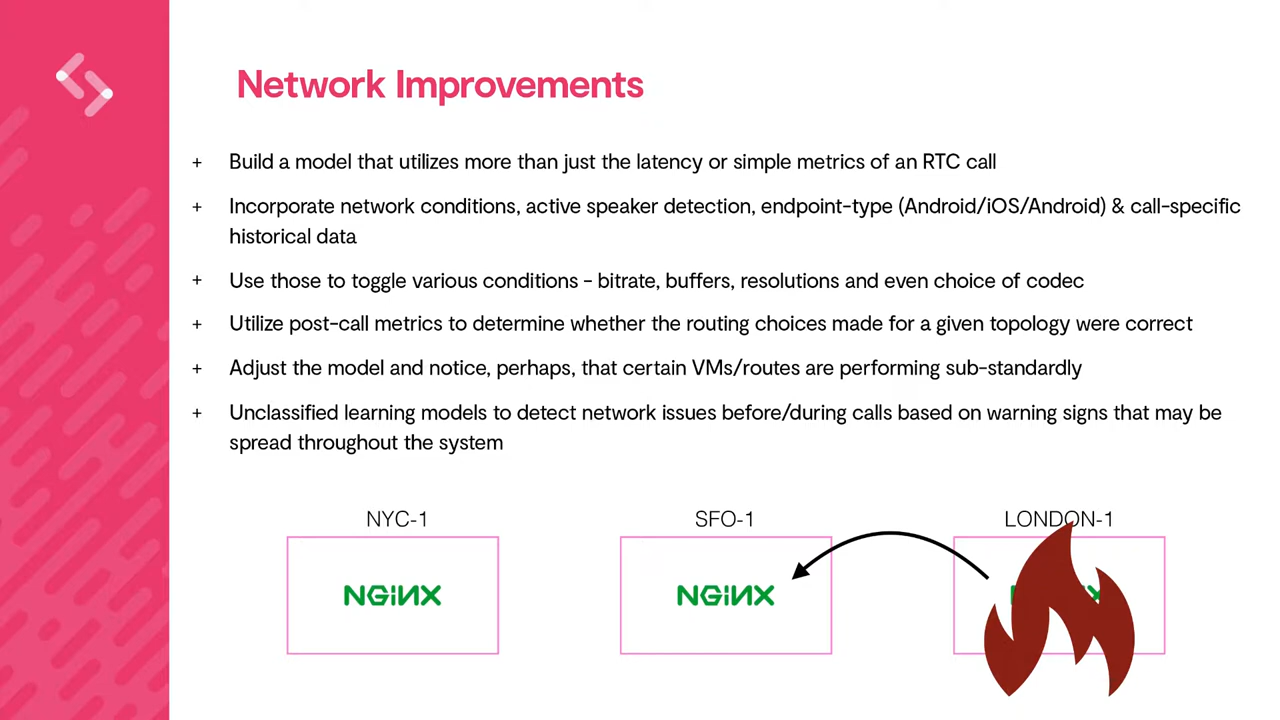 Network Improvements
+ Build a model that utilizes more than just the latency or simple metrics of an RTC call
+ Incorporate network conditions, active speaker detection, endpoint-type (Android/iOS/Android) & call-specific
historical data
+ Use those to toggle various conditions - bitrate, buffers, resolutions and even choice of codec
+ Utilize post-call metrics to determine whether the routing choices made for a given topology were correct
+ Adjust the model and notice, perhaps, that certain VMs/routes are performing sub-standardly
+ Unclassified learning models to detect network issues before/during calls based on warning signs that may be
spread throughout the system
NYC-1 SFO-1 LONDON-1
NGiNX NGiNX